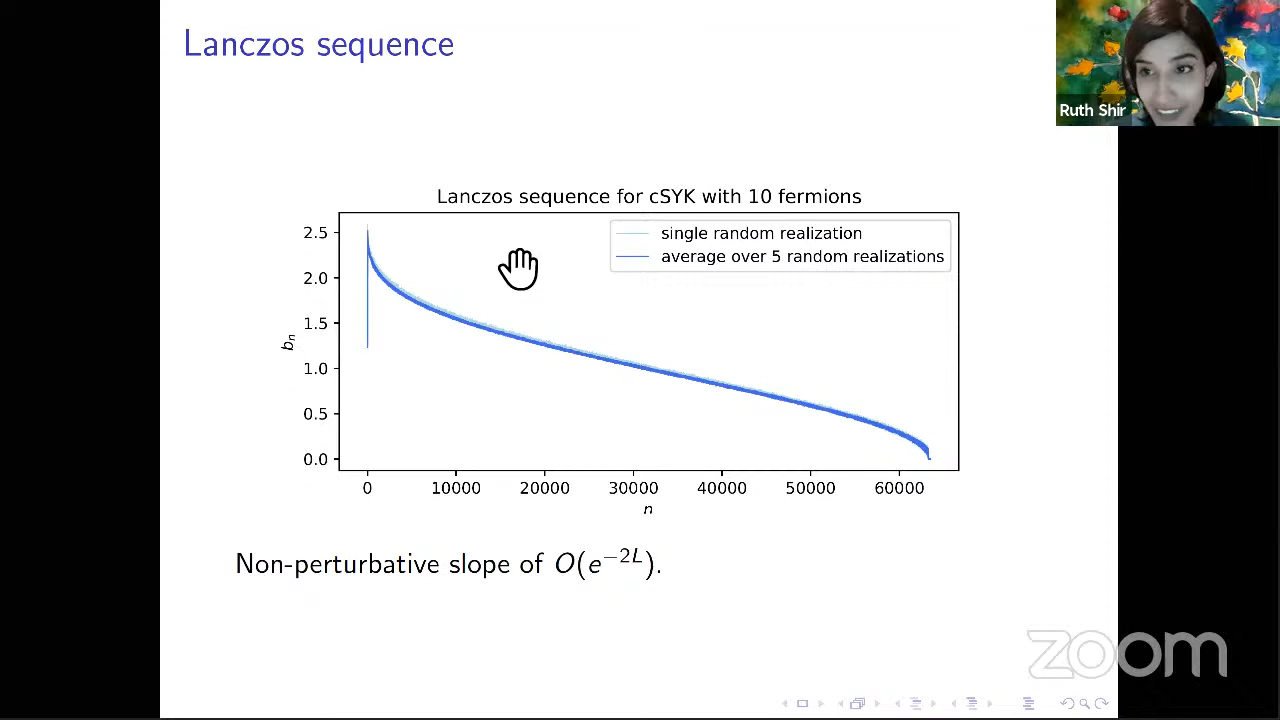 Lanczos sequence
Ruth Shir
Lanczos sequence for cSYK with 10 fermions
single random realization
average over 5 random realizations
2.5
2.0
1.5
1.0
0.5
0.0
bₙ
0 10000 20000 30000 40000 50000 60000
n
Non-perturbative slope of O(e⁻²ᴸ).
zoom